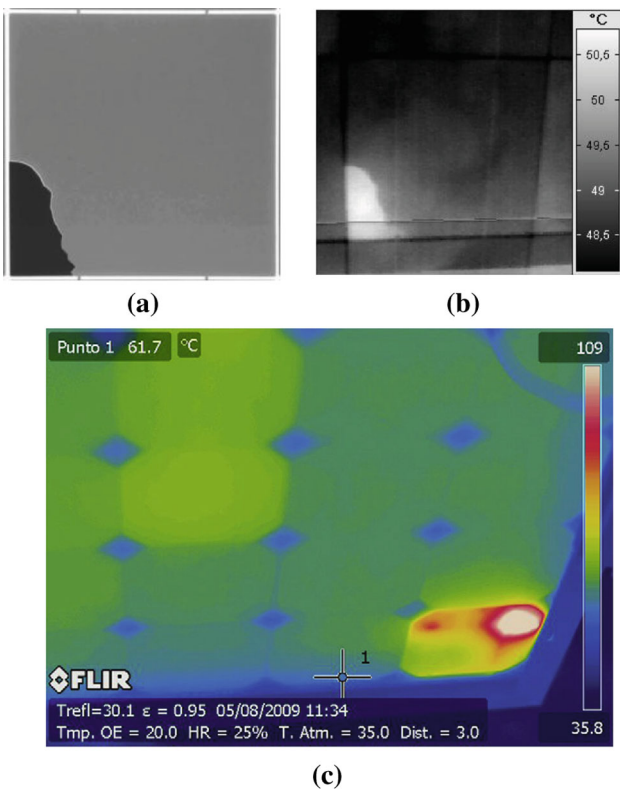 (a)
°C
50,5
50
49,5
49
48,5
(b)
Punto 1 61.7 °C
109
1
FLIR
Trefl=30.1 ε = 0.95 05/08/2009 11:34
Tmp. OE = 20.0 HR = 25% T. Atm. = 35.0 Dist. = 3.0
35.8
(c)